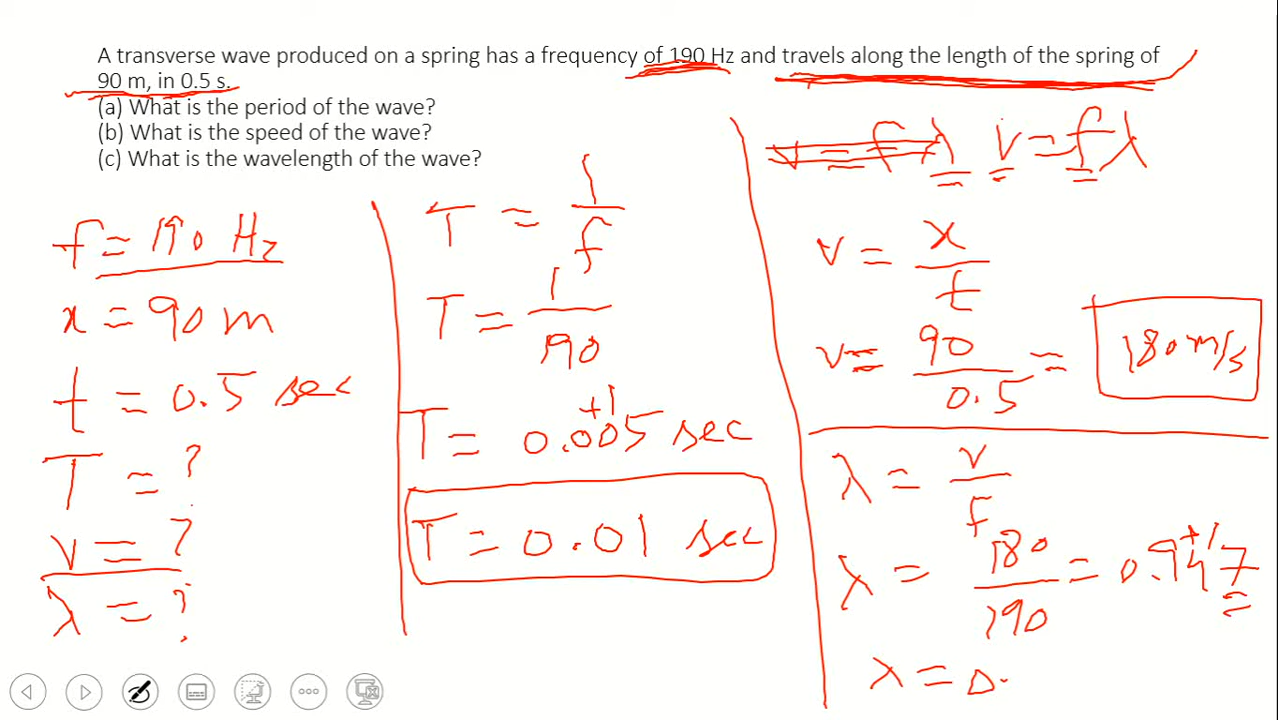 A transverse wave produced on a spring has a frequency of 190 Hz and travels along the length of the spring of
90 m, in 0.5 s.
(a) What is the period of the wave?
(b) What is the speed of the wave?
(c) What is the wavelength of the wave?
f = 190 Hz
x = 90 m
t = 0.5 sec
T = ?
v = ?
λ = ?
T = 1/f
T = 1/190
+1
T = 0.005 sec
T = 0.01 sec
v = fλ v = fλ
v = x/t
v = 90/0.5 = 180 m/s
λ = v/f
+1
λ = 180/190 = 0.947
λ = 0.